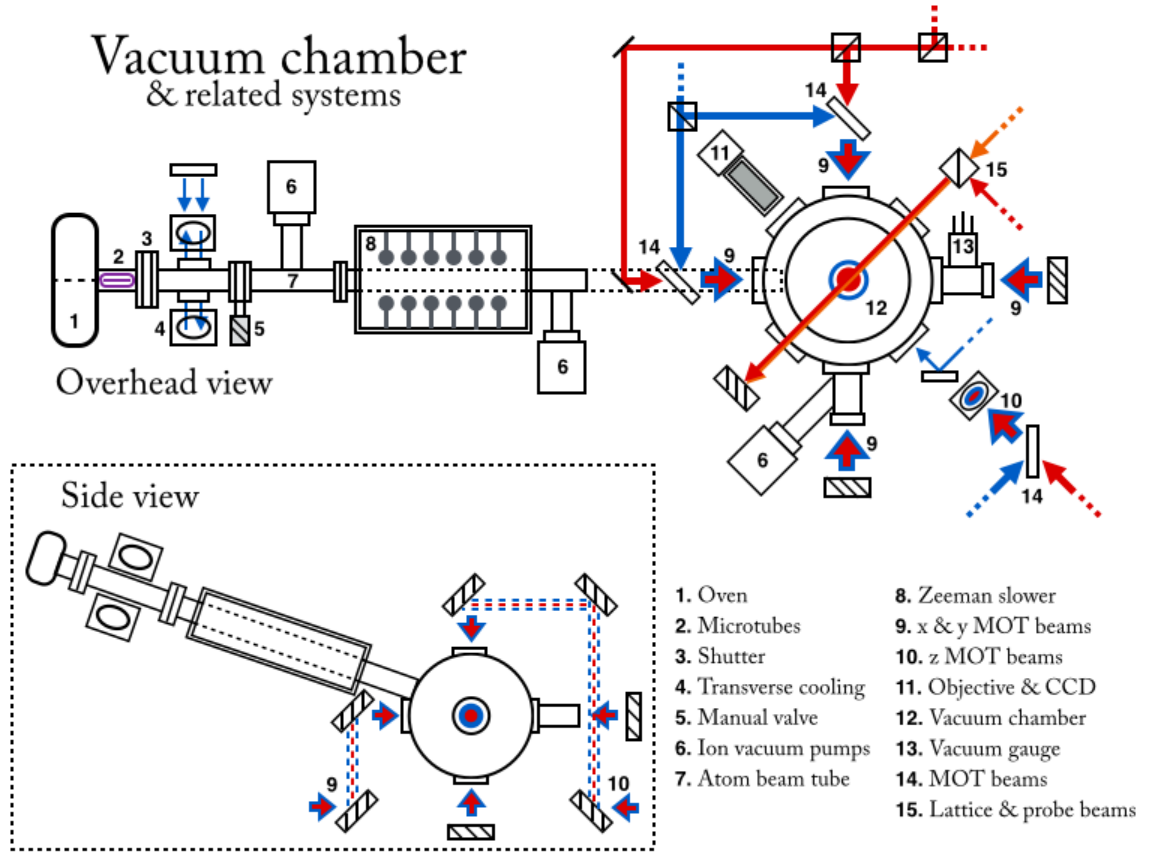 Vacuum chamber
& related systems
14
11
9
15
6
3
2
8
14
9
13
7
12
9
1
4
5
6
Overhead view
10
9
6
14
Side view
9
10
1. Oven
2. Microtubes
3. Shutter
4. Transverse cooling
5. Manual valve
6. Ion vacuum pumps
7. Atom beam tube
8. Zeeman slower
9. x & y MOT beams
10. z MOT beams
11. Objective & CCD
12. Vacuum chamber
13. Vacuum gauge
14. MOT beams
15. Lattice & probe beams